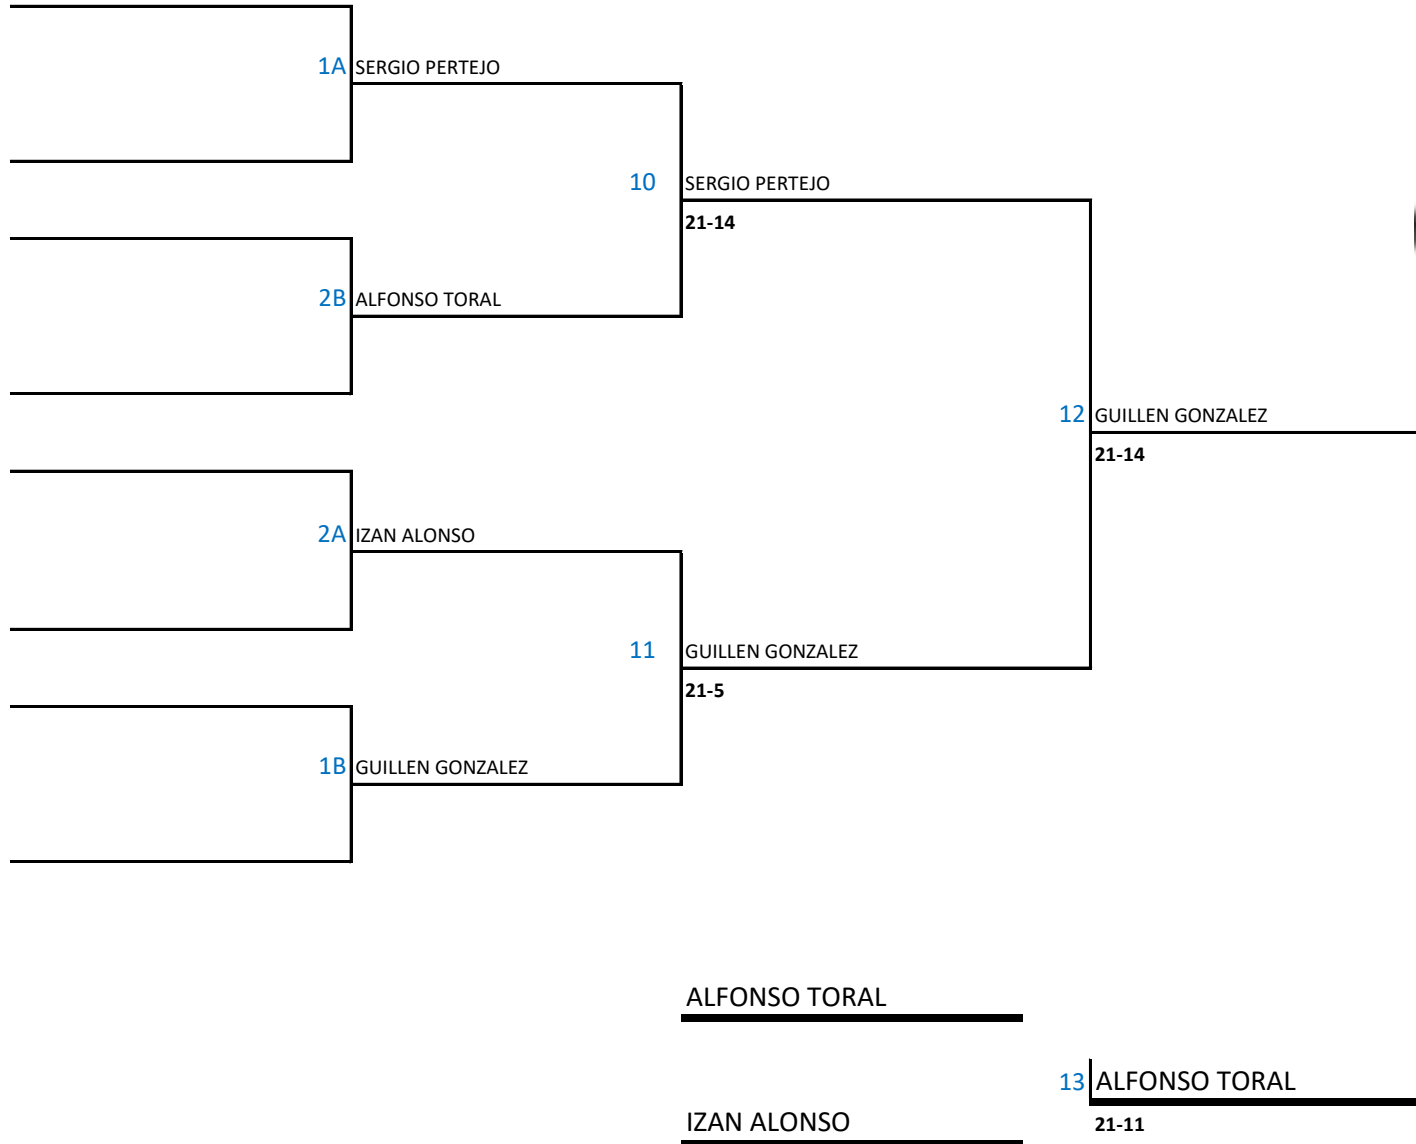 1A SERGIO PERTEJO
10 SERGIO PERTEJO
21-14
2B ALFONSO TORAL
12 GUILLEN GONZALEZ
21-14
2A IZAN ALONSO
11 GUILLEN GONZALEZ
21-5
1B GUILLEN GONZALEZ
ALFONSO TORAL
13 ALFONSO TORAL
IZAN ALONSO
21-11